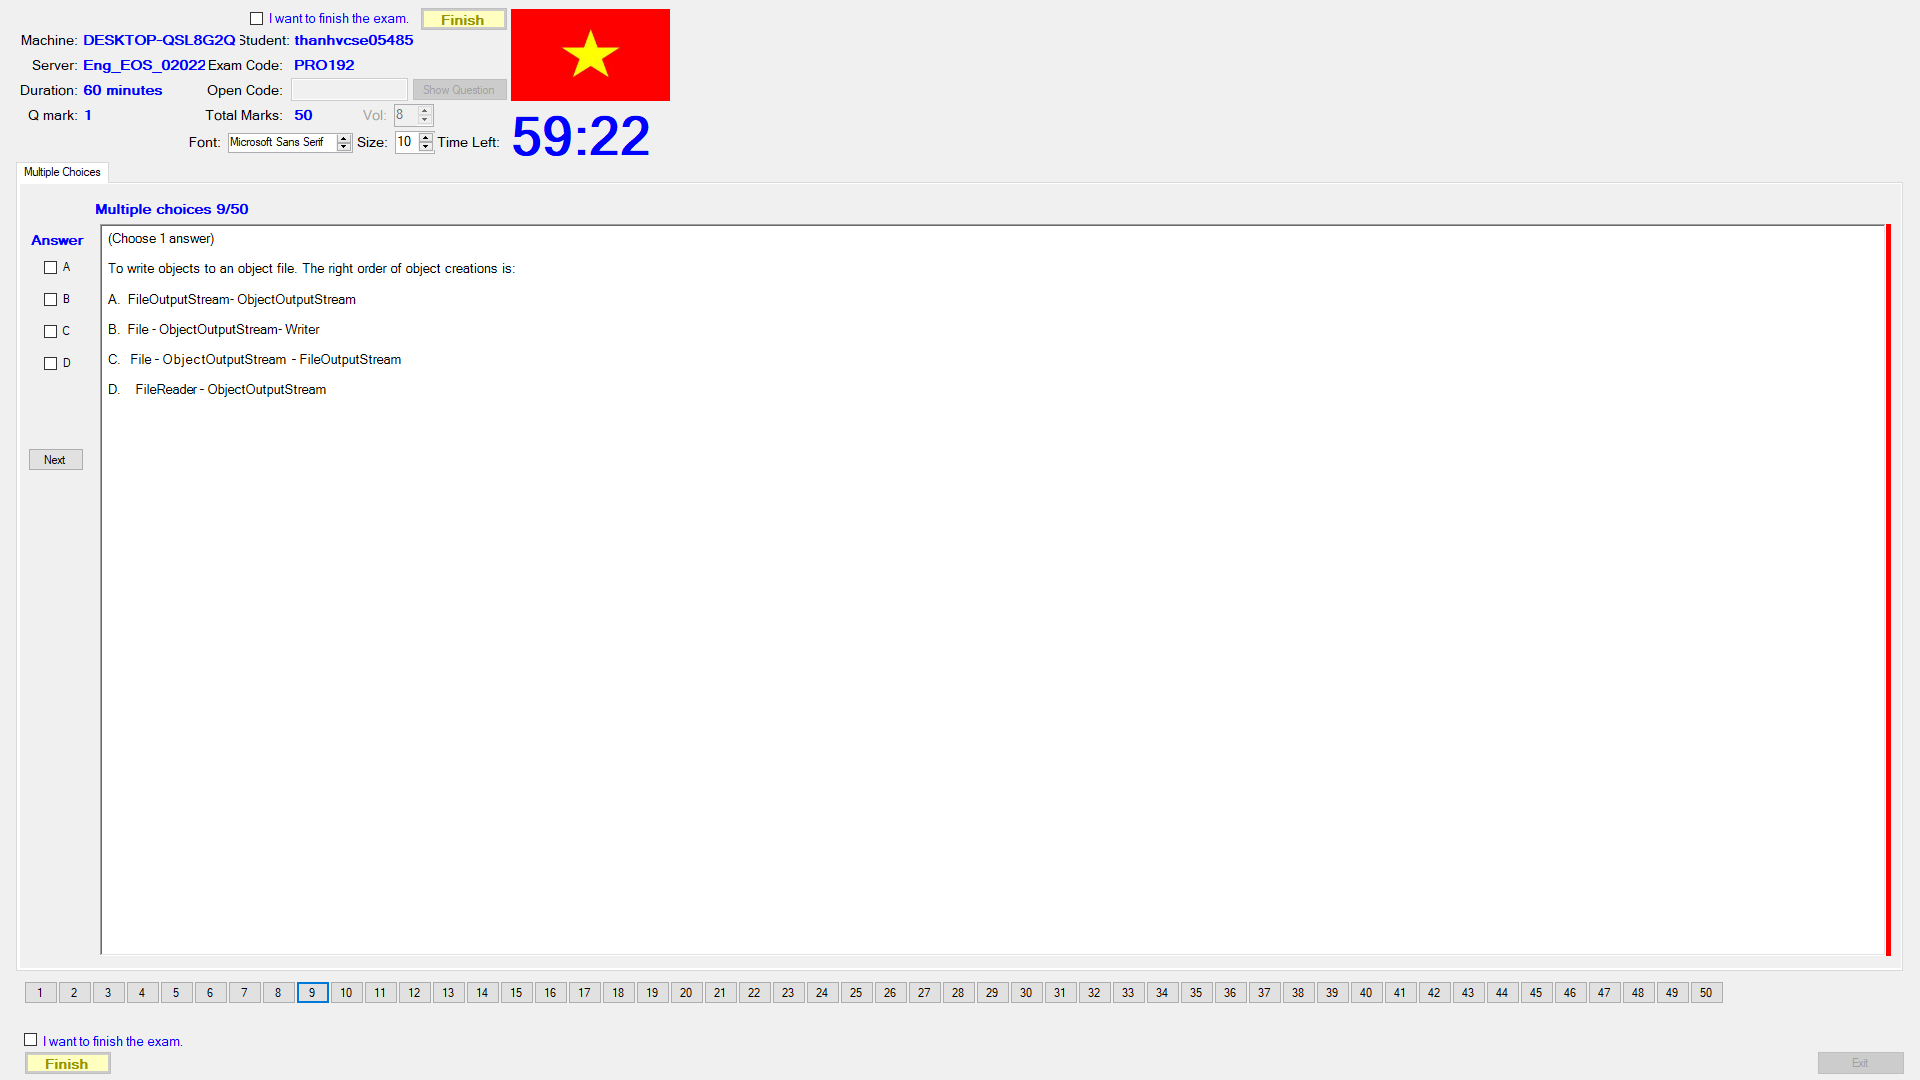 I want to finish the exam.
Finish
Machine: DESKTOP-QSL8G2Q Student: thanhvcse05485
Server: Eng_EOS_02022 Exam Code: PRO192
Duration: 60 minutes Open Code: Show Question
Q mark: 1 Total Marks: 50 Vol: 8
Font: Microsoft Sans Serif Size: 10 Time Left: 59:22
Multiple Choices
Multiple choices 9/50
Answer
A
B
C
D
Next
(Choose 1 answer)
To write objects to an object file. The right order of object creations is:
A. FileOutputStream- ObjectOutputStream
B. File - ObjectOutputStream- Writer
C. File - ObjectOutputStream - FileOutputStream
D. FileReader - ObjectOutputStream
1 2 3 4 5 6 7 8 9 10 11 12 13 14 15 16 17 18 19 20 21 22 23 24 25 26 27 28 29 30 31 32 33 34 35 36 37 38 39 40 41 42 43 44 45 46 47 48 49 50
I want to finish the exam.
Finish
Exit